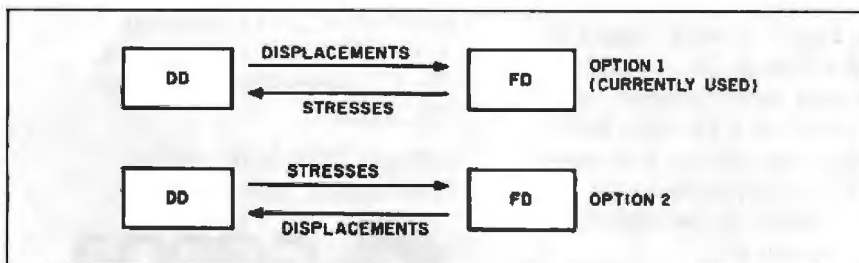 DISPLACEMENTS
DD
FD
OPTION 1
(CURRENTLY USED)
STRESSES
STRESSES
DD
FD
OPTION 2
DISPLACEMENTS